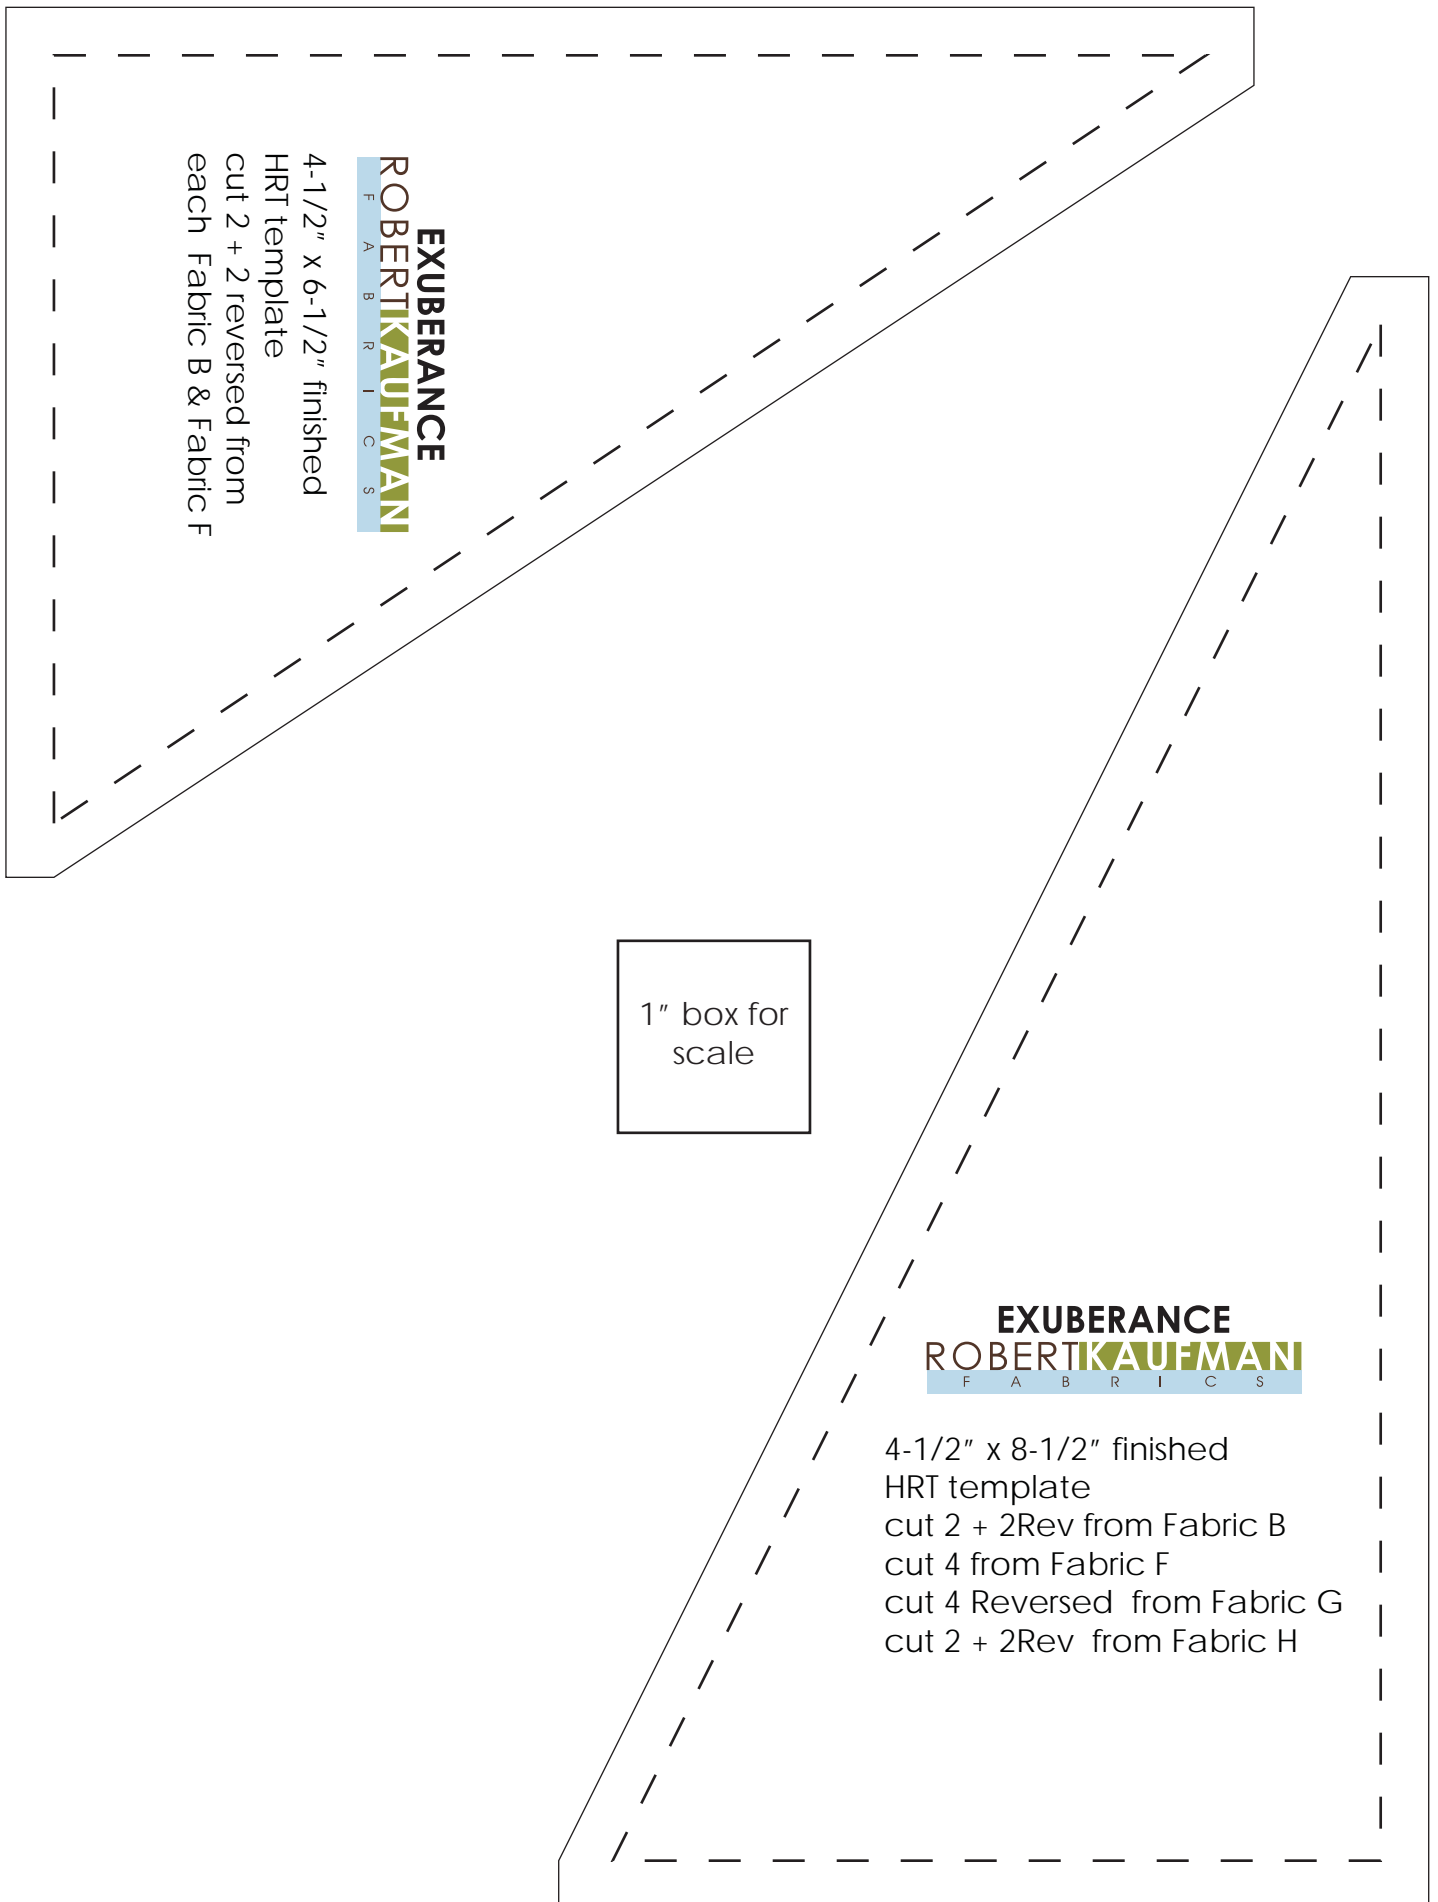 EXUBERANCE
ROBERTKAUFMAN
FABRICS
4-1/2" x 6-1/2" finished
HRT template
cut 2 + 2 reversed from
each Fabric B & Fabric F
1" box for
scale
EXUBERANCE
ROBERTKAUFMAN
FABRICS
4-1/2" x 8-1/2" finished
HRT template
cut 2 + 2Rev from Fabric B
cut 4 from Fabric F
cut 4 Reversed from Fabric G
cut 2 + 2Rev from Fabric H